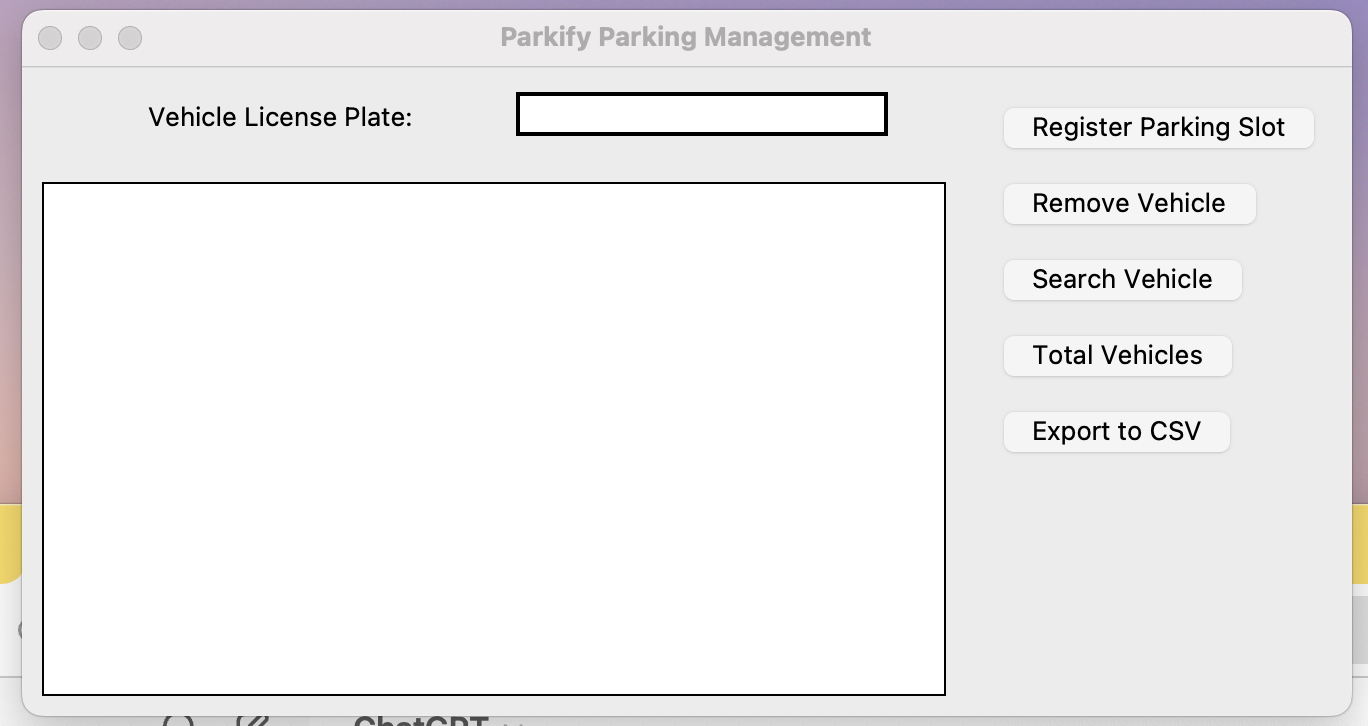 Parkify Parking Management
Vehicle License Plate:
Register Parking Slot
Remove Vehicle
Search Vehicle
Total Vehicles
Export to CSV
ChatGPT